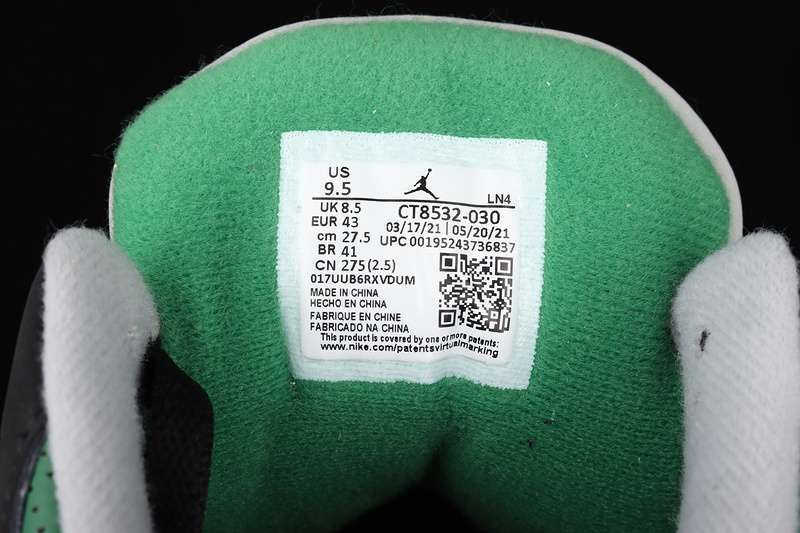 US
9.5
LN4
UK 8.5
EUR 43
cm 27.5
BR 41
CN 275(2.5)
CT8532-030
03/17/21 | 05/20/21
UPC 00195243736837
017UUB6RXVDUM
MADE IN CHINA
HECHO EN CHINA
FABRIQUE EN CHINE
FABRICADO NA CHINA
This product is covered by one or more patents:
www.nike.com/patentsvirtualmarking